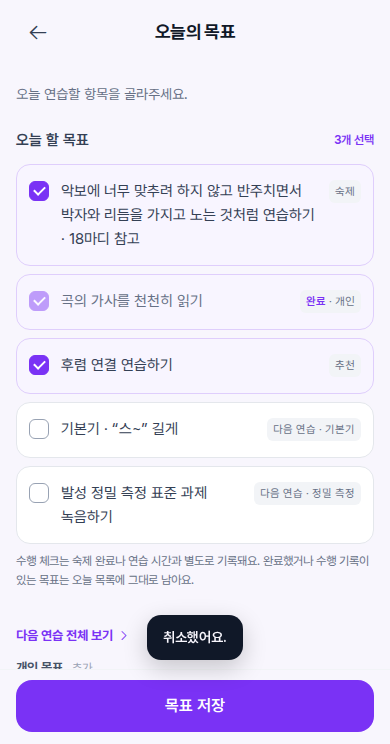 오늘의 목표
오늘 연습할 항목을 골라주세요.
오늘 할 목표
3개 선택
악보에 너무 맞추려 하지 않고 반주치면서
숙제
박자와 리듬을 가지고 노는 것처럼 연습하기
· 18마디 참고
곡의 가사를 천천히 읽기
완료 · 개인
후렴 연결 연습하기
추천
기본기 · “스~” 길게
다음 연습 · 기본기
발성 정밀 측정 표준 과제
다음 연습 · 정밀 측정
녹음하기
수행 체크는 숙제 완료나 연습 시간과 별도로 기록돼요. 완료했거나 수행 기록이
있는 목표는 오늘 목록에 그대로 남아요.
다음 연습 전체 보기
취소했어요.
개인 목표 추가
목표 저장